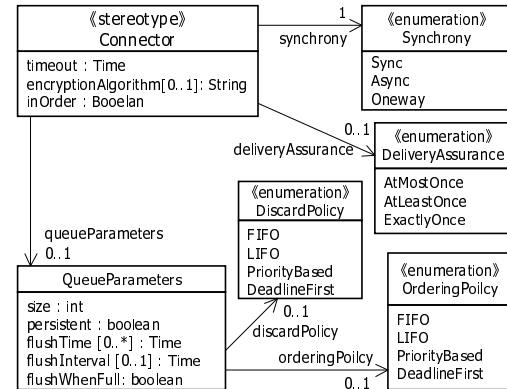 《stereotype》
Connector
timeout : Time
encryptionAlgorithm[0..1]: String
inOrder : Booelan
1
synchrony
《enumeration》
Synchrony
Sync
Async
Oneway
0..1
deliveryAssurance
《enumeration》
DeliveryAssurance
AtMostOnce
AtLeastOnce
ExactlyOnce
queueParameters
0..1
《enumeration》
DiscardPolicy
FIFO
LIFO
PriorityBased
DeadlineFirst
QueueParameters
size : int
persistent : boolean
flushTime [0..*] : Time
flushInterval [0..1] : Time
flushWhenFull: boolean
0..1
discardPolicy
orderingPoilcy
0..1
《enumeration》
OrderingPoilcy
FIFO
LIFO
PriorityBased
DeadlineFirst